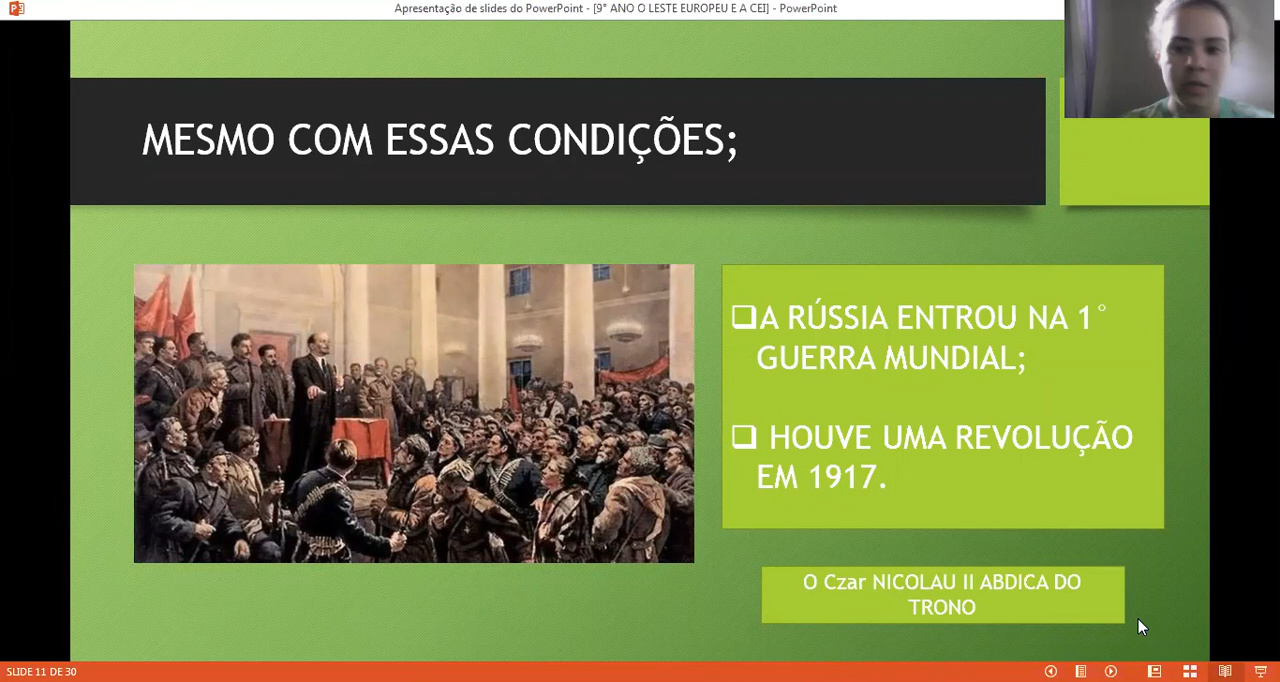 Apresentação de slides do PowerPoint - [9° ANO O LESTE EUROPEU E A CEI] - PowerPoint
MESMO COM ESSAS CONDIÇÕES;
A RÚSSIA ENTROU NA 1°
GUERRA MUNDIAL;
HOUVE UMA REVOLUÇÃO
EM 1917.
O Czar NICOLAU II ABDICA DO
TRONO
SLIDE 11 DE 30